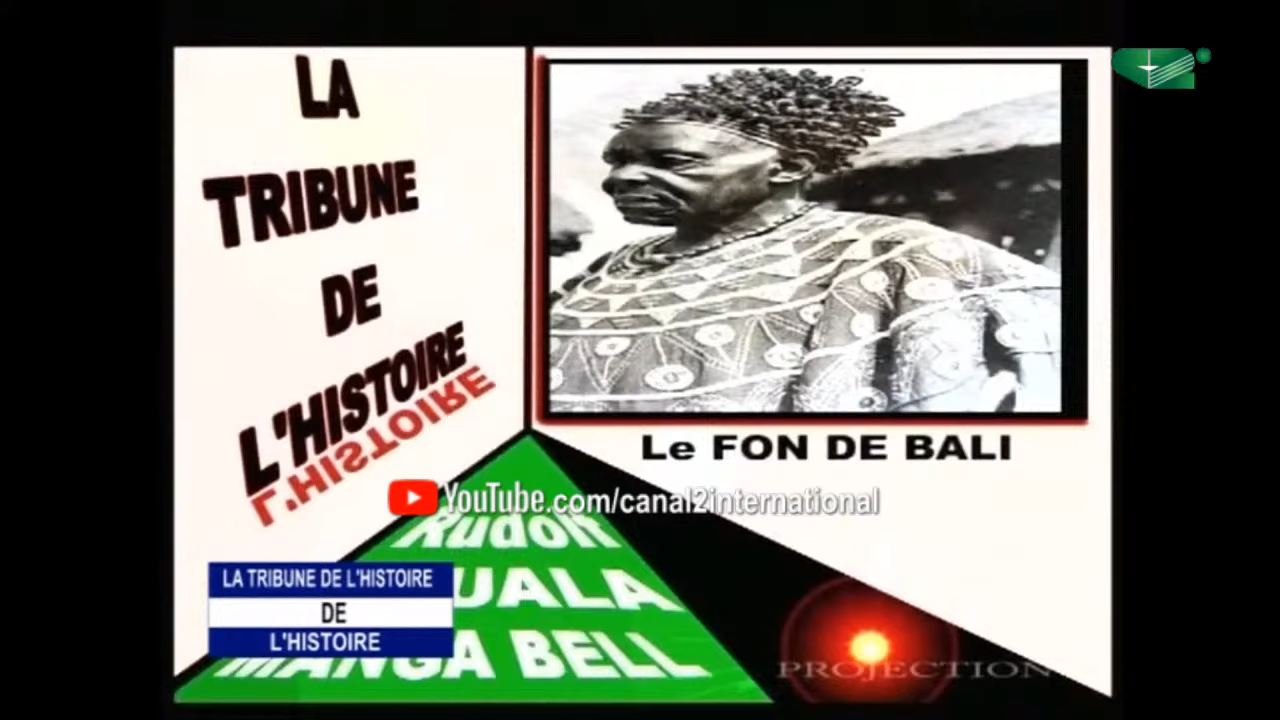 LA
TRIBUNE
DE
L'HISTOIRE
L'HISTOIRE
Le FON DE BALI
YouTube.com/canal2international
Rudolf
UALA
MANGA BELL
LA TRIBUNE DE L'HISTOIRE
DE
L'HISTOIRE
PROJECTION